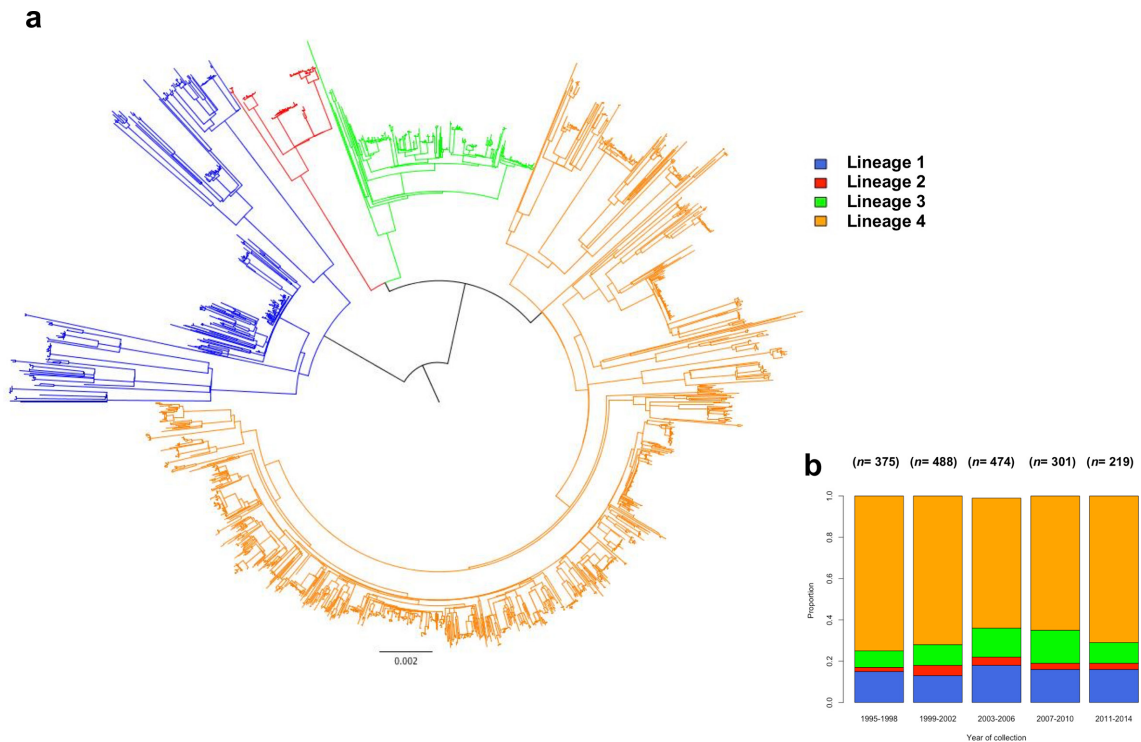 a
Lineage 1
Lineage 2
Lineage 3
Lineage 4
0.002
b
(n= 375) (n= 488) (n= 474) (n= 301) (n= 219)
1.0
0.8
0.6
0.4
0.2
0.0
Proportion
1995-1998 1999-2002 2003-2006 2007-2010 2011-2014
Year of collection